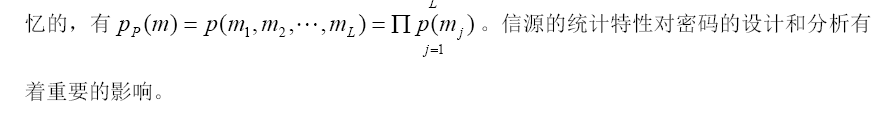 忆的，有 p_P(m) = p(m_1, m_2, ⋯, m_L) = ∏_{j=1}^{L} p(m_j) 。信源的统计特性对密码的设计和分析有
着重要的影响。